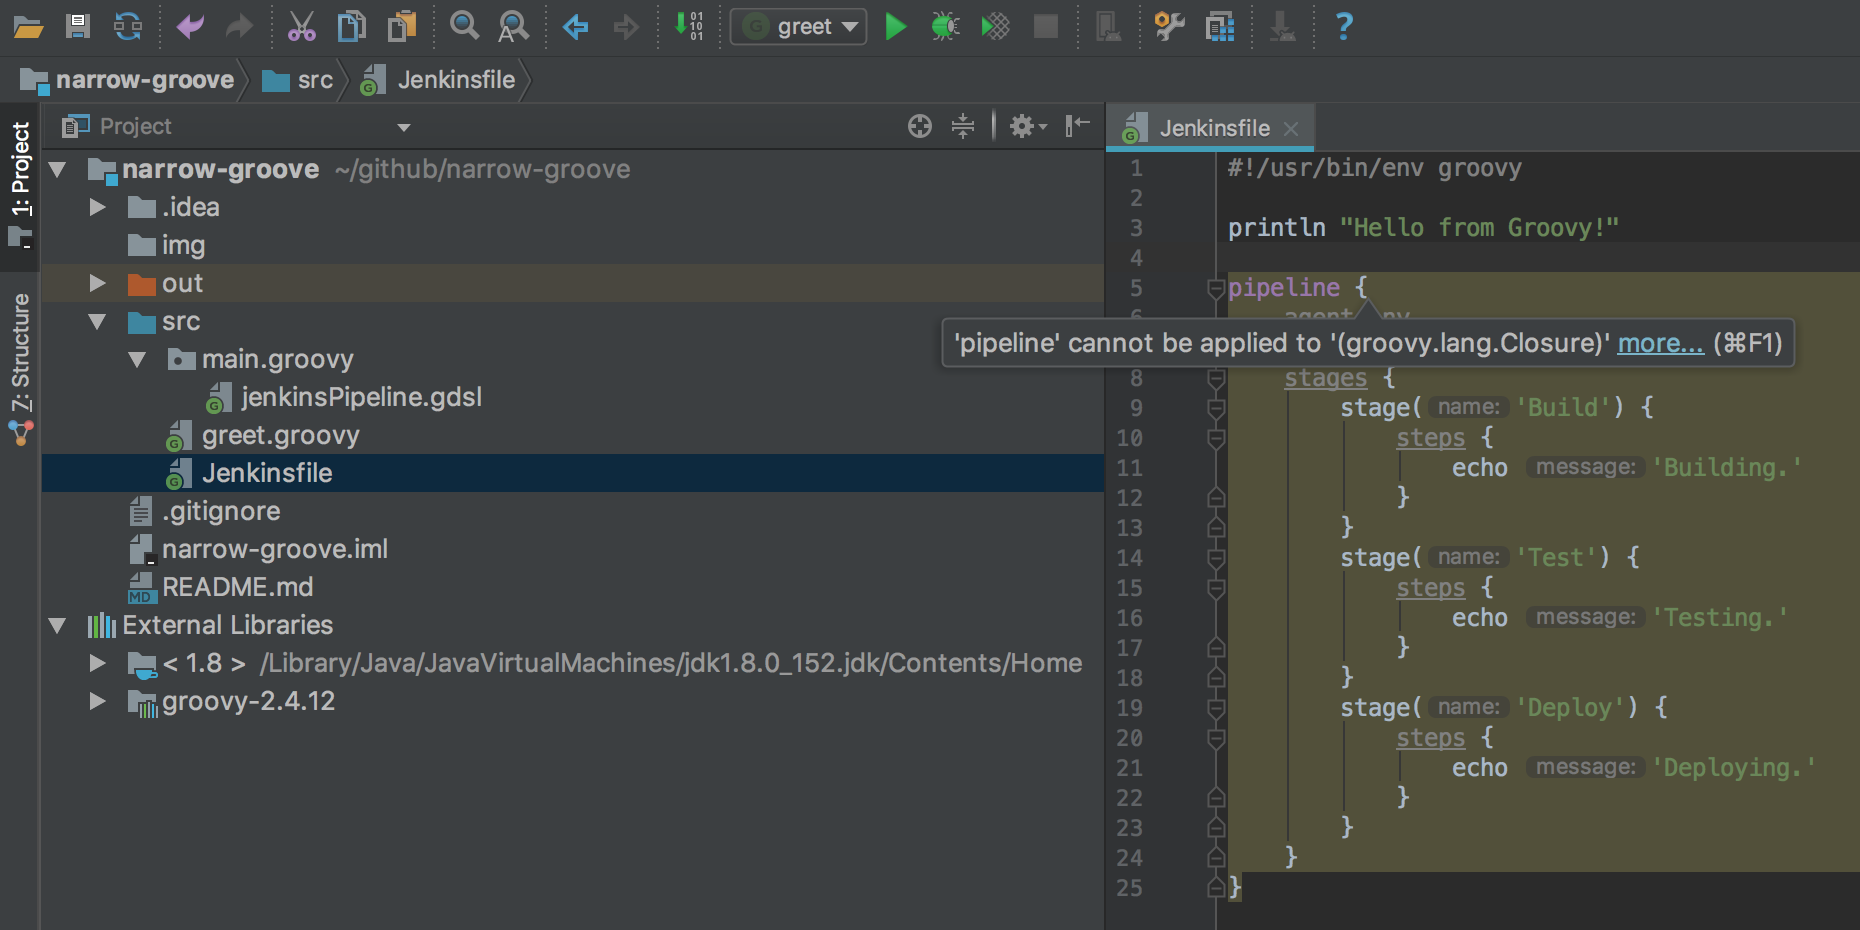 01
10
01
greet
narrow-groove
src
Jenkinsfile
1: Project
7: Structure
Project
narrow-groove ~/github/narrow-groove
.idea
img
out
src
main.groovy
jenkinsPipeline.gdsl
greet.groovy
Jenkinsfile
.gitignore
narrow-groove.iml
MD README.md
External Libraries
< 1.8 > /Library/Java/JavaVirtualMachines/jdk1.8.0_152.jdk/Contents/Home
groovy-2.4.12
Jenkinsfile
1 #!/usr/bin/env groovy
2
3 println "Hello from Groovy!"
4
5 pipeline {
'pipeline' cannot be applied to '(groovy.lang.Closure)' more... (⌘F1)
8 stages {
9 stage( name: 'Build') {
10 steps {
11 echo message: 'Building.'
12 }
13 }
14 stage( name: 'Test') {
15 steps {
16 echo message: 'Testing.'
17 }
18 }
19 stage( name: 'Deploy') {
20 steps {
21 echo message: 'Deploying.'
22 }
23 }
24 }
25 }